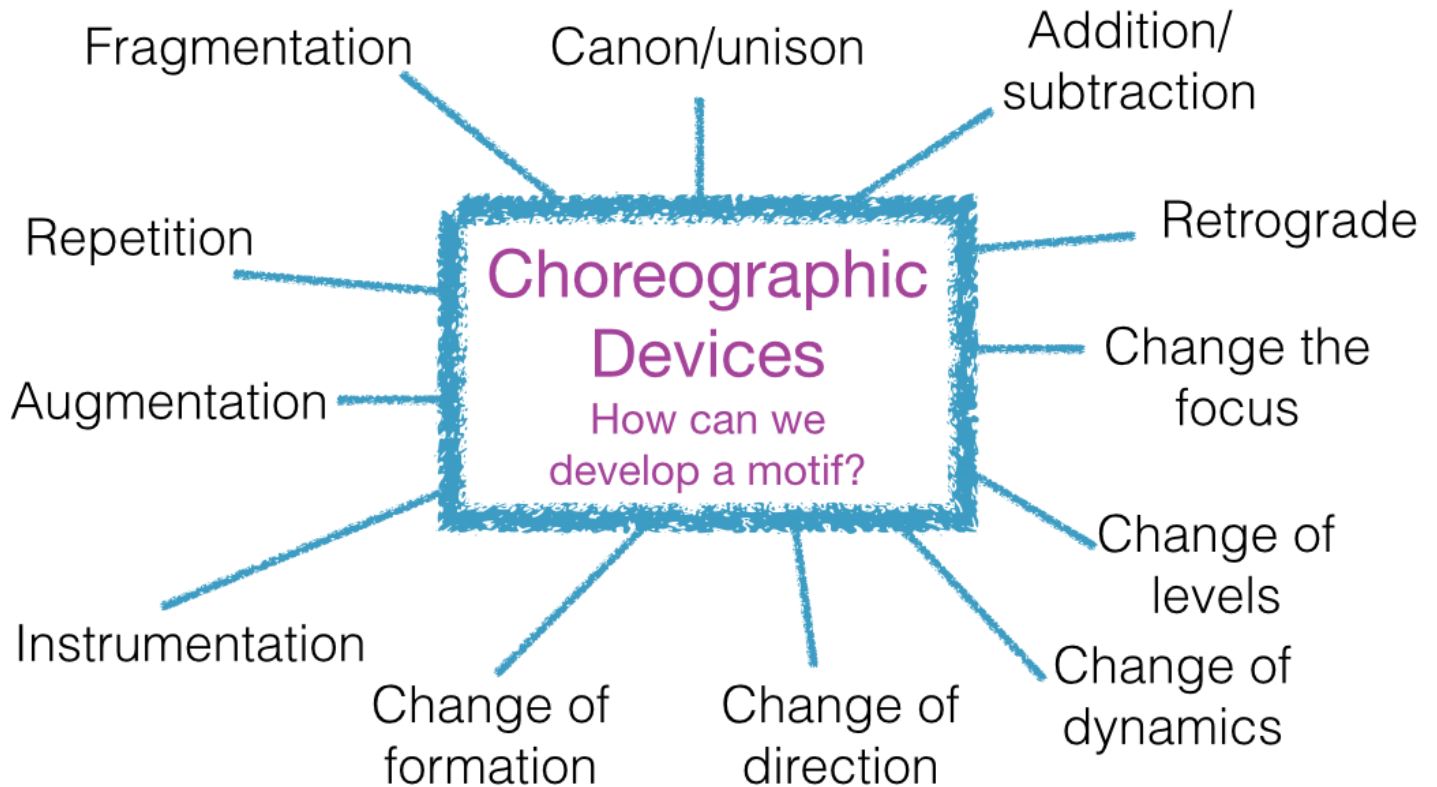 Fragmentation
Canon/unison
Addition/
subtraction
Repetition
Retrograde
Choreographic
Devices
How can we
develop a motif?
Augmentation
Change the
focus
Instrumentation
Change of
levels
Change of
formation
Change of
direction
Change of
dynamics